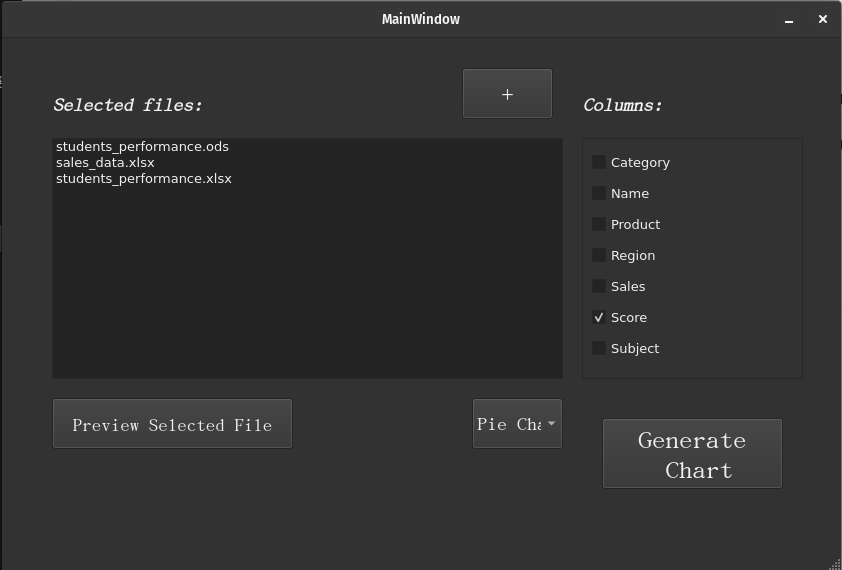 MainWindow
Selected files:
+
Columns:
students_performance.ods
sales_data.xlsx
students_performance.xlsx
Category
Name
Product
Region
Sales
Score
Subject
Preview Selected File
Pie Cha
Generate
Chart